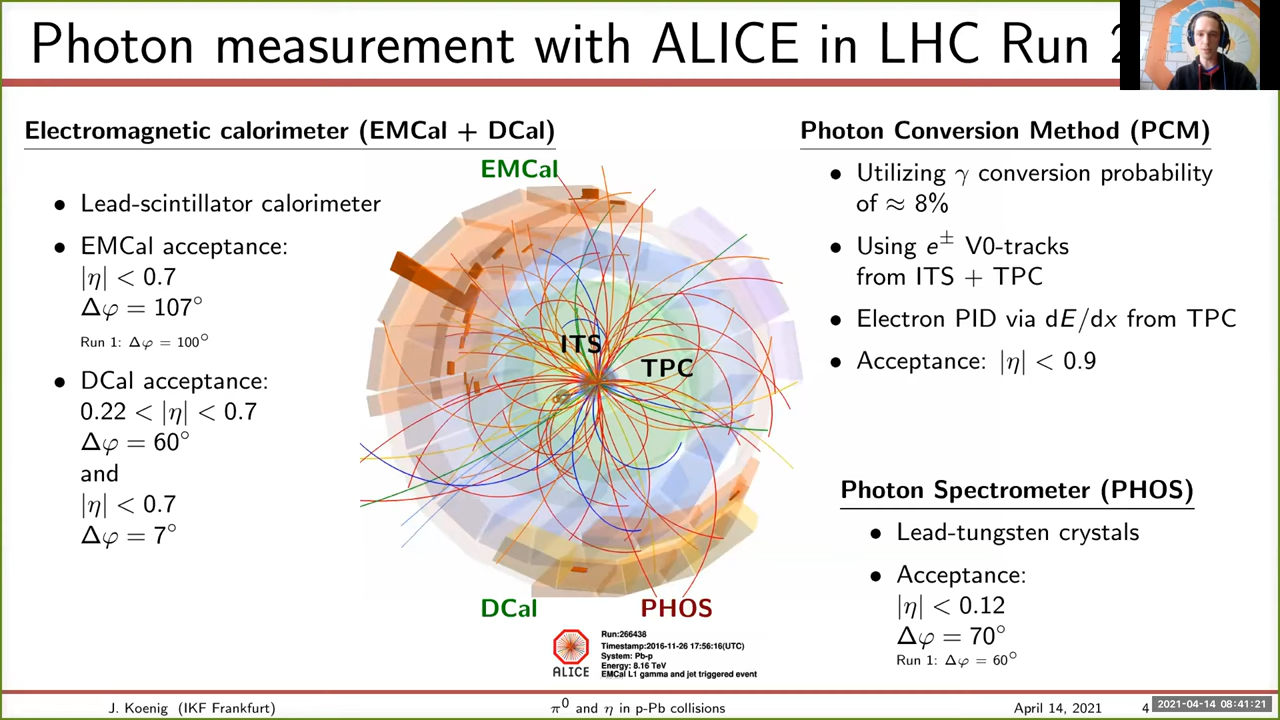 Photon measurement with ALICE in LHC Run 2
Electromagnetic calorimeter (EMCal + DCal)
• Lead-scintillator calorimeter
• EMCal acceptance:
|η| < 0.7
Δφ = 107°
Run 1: Δφ = 100°
• DCal acceptance:
0.22 < |η| < 0.7
Δφ = 60°
and
|η| < 0.7
Δφ = 7°
EMCal
ITS
TPC
DCal
PHOS
ALICE
Run:266438
Timestamp:2016-11-26 17:56:16(UTC)
System: Pb-p
Energy: 8.16 TeV
EMCal L1 gamma and jet triggered event
Photon Conversion Method (PCM)
• Utilizing γ conversion probability
of ≈ 8%
• Using e± V0-tracks
from ITS + TPC
• Electron PID via dE/dx from TPC
• Acceptance: |η| < 0.9
Photon Spectrometer (PHOS)
• Lead-tungsten crystals
• Acceptance:
|η| < 0.12
Δφ = 70°
Run 1: Δφ = 60°
J. Koenig (IKF Frankfurt)
π⁰ and η in p-Pb collisions
April 14, 2021
4
2021-04-14 08:41:21